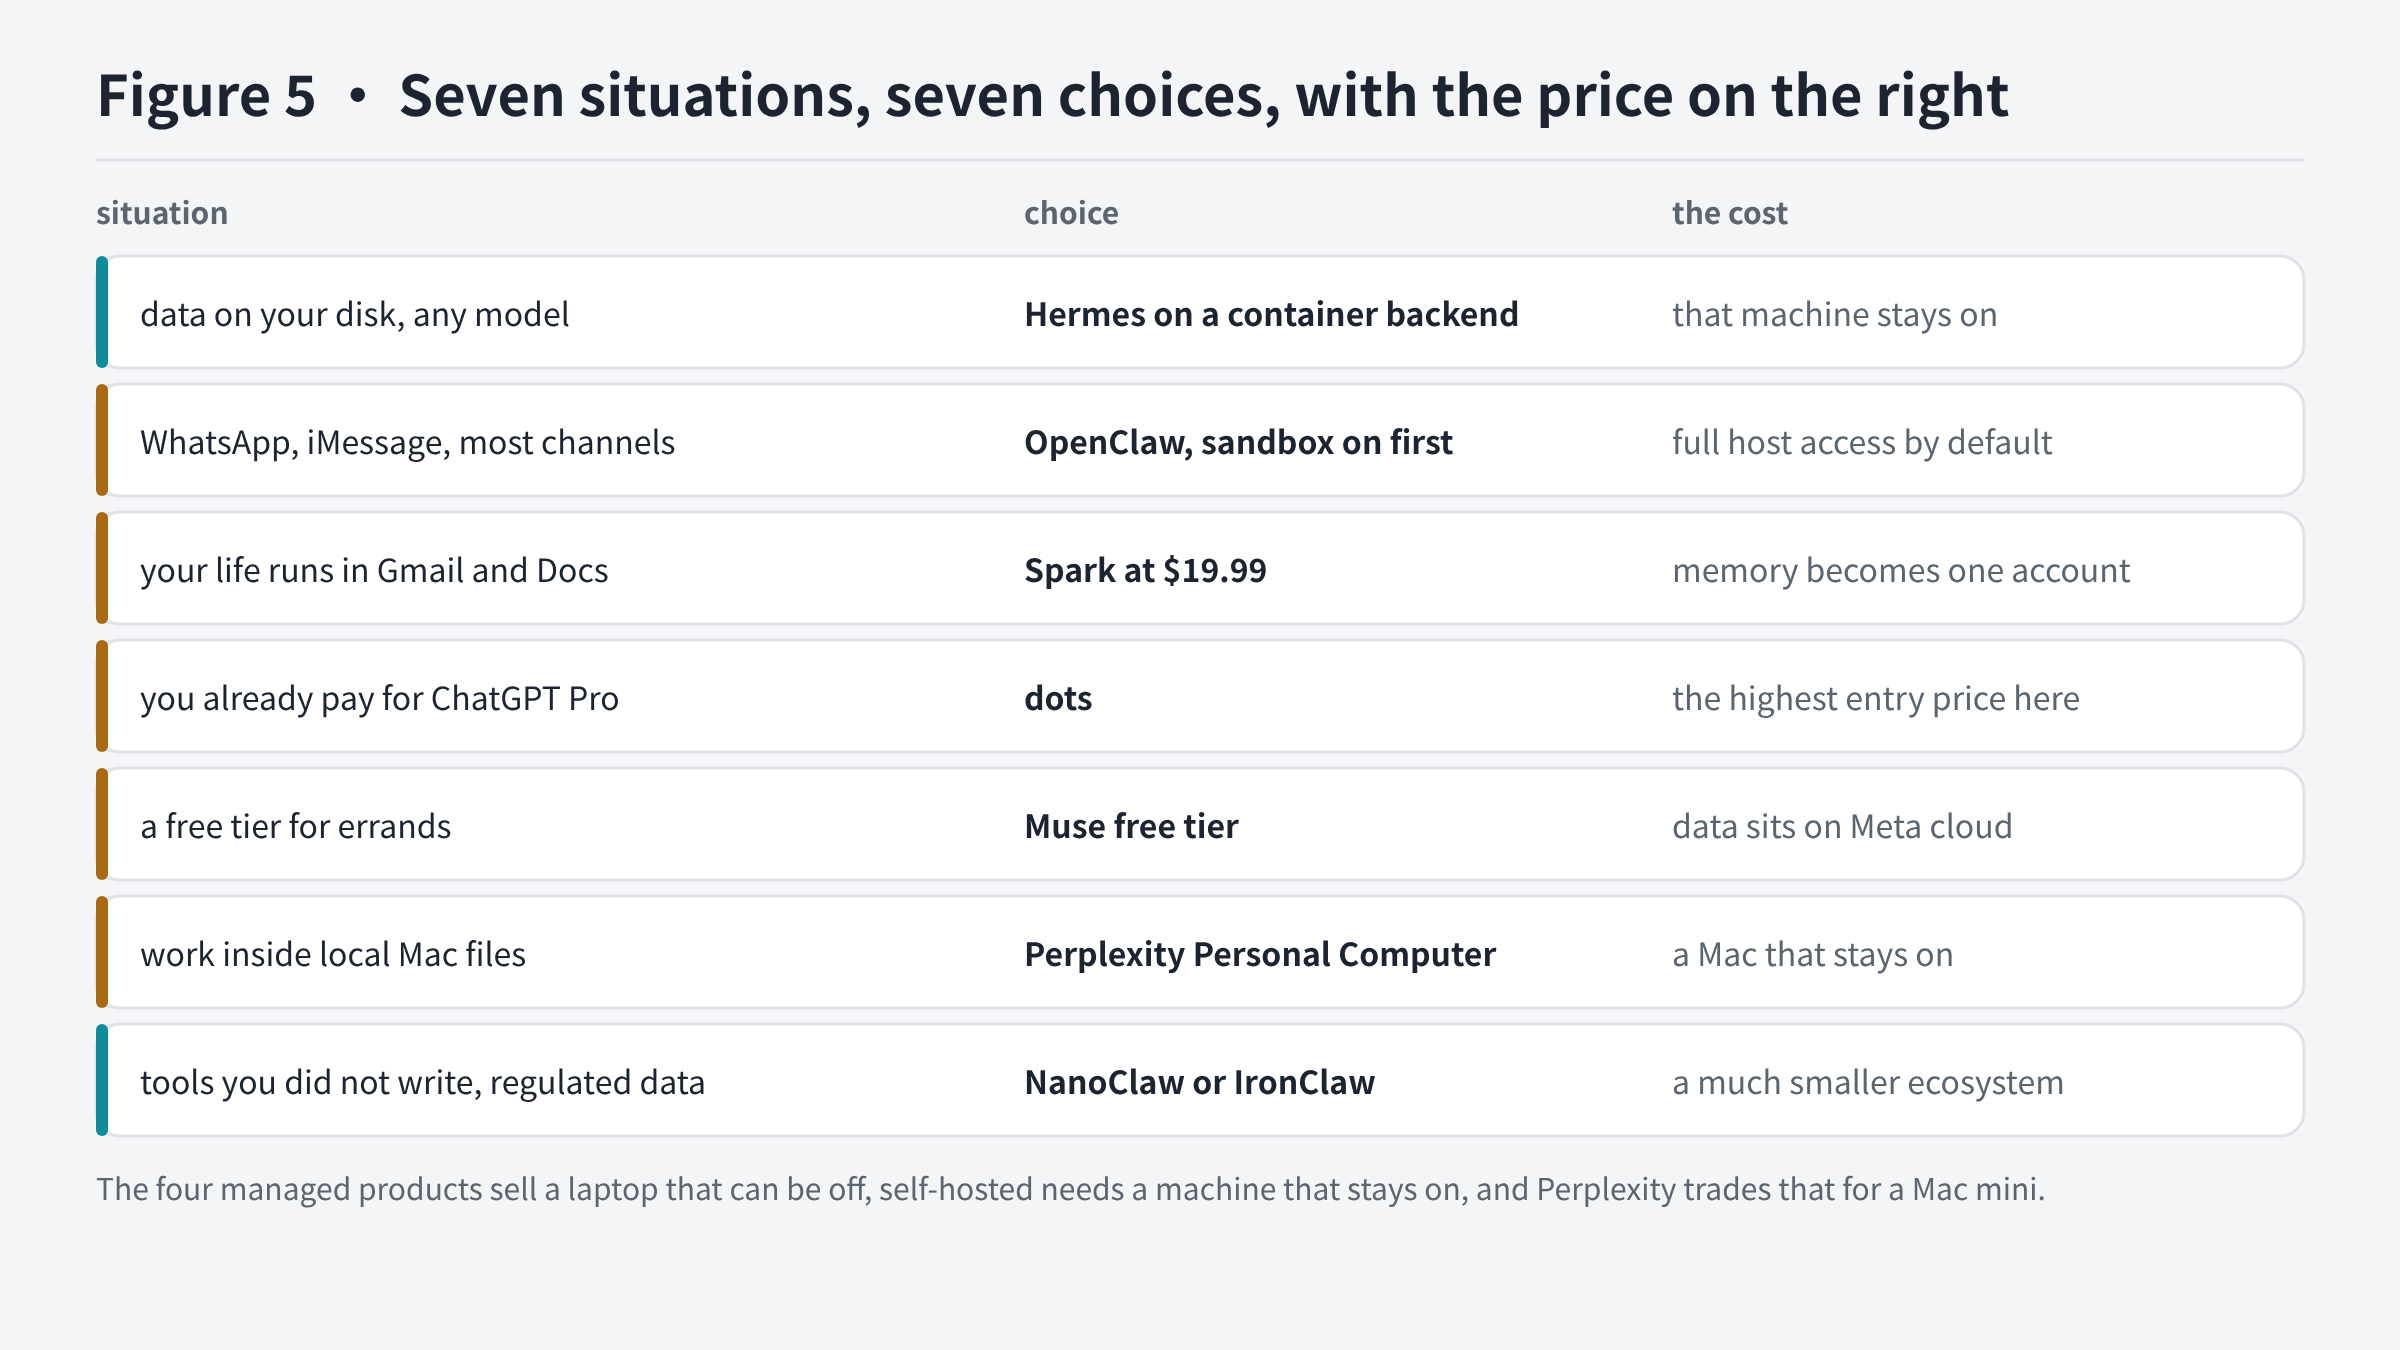 Figure 5 • Seven situations, seven choices, with the price on the right
situation choice the cost
data on your disk, any model Hermes on a container backend that machine stays on
WhatsApp, iMessage, most channels OpenClaw, sandbox on first full host access by default
your life runs in Gmail and Docs Spark at $19.99 memory becomes one account
you already pay for ChatGPT Pro dots the highest entry price here
a free tier for errands Muse free tier data sits on Meta cloud
work inside local Mac files Perplexity Personal Computer a Mac that stays on
tools you did not write, regulated data NanoClaw or IronClaw a much smaller ecosystem
The four managed products sell a laptop that can be off, self-hosted needs a machine that stays on, and Perplexity trades that for a Mac mini.